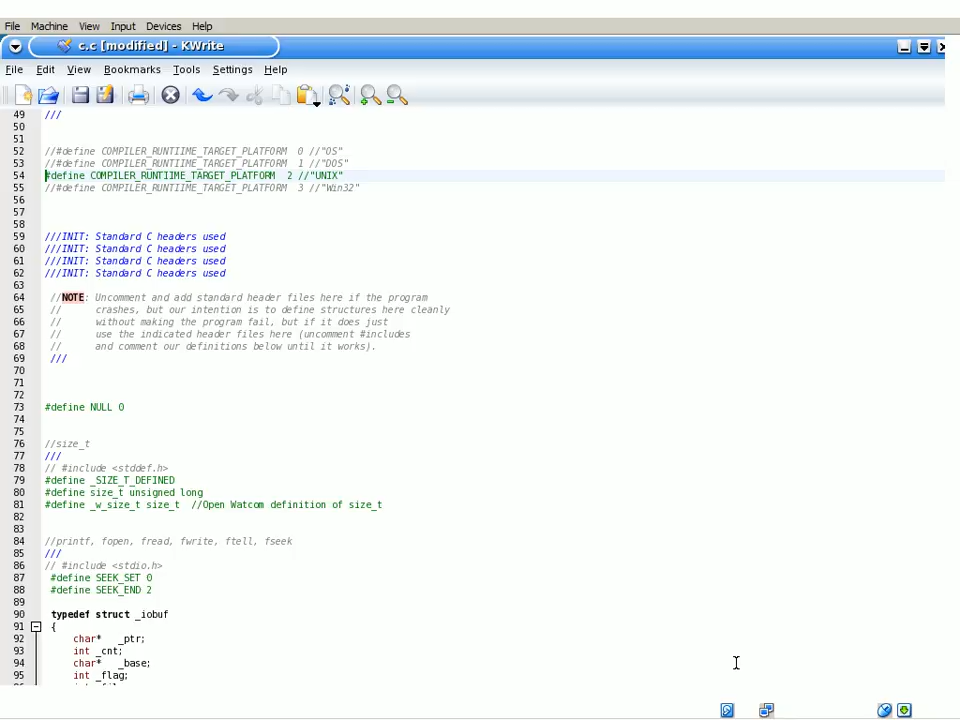 File Machine View Input Devices Help
c.c [modified] - KWrite
File Edit View Bookmarks Tools Settings Help
49 ///
50
51
52 //#define COMPILER_RUNTIIME_TARGET_PLATFORM 0 //"OS"
53 //#define COMPILER_RUNTIIME_TARGET_PLATFORM 1 //"DOS"
54 #define COMPILER_RUNTIIME_TARGET_PLATFORM 2 //"UNIX"
55 //#define COMPILER_RUNTIIME_TARGET_PLATFORM 3 //"Win32"
56
57
58
59 ///INIT: Standard C headers used
60 ///INIT: Standard C headers used
61 ///INIT: Standard C headers used
62 ///INIT: Standard C headers used
63
64 //NOTE: Uncomment and add standard header files here if the program
65 // crashes, but our intention is to define structures here cleanly
66 // without making the program fail, but if it does just
67 // use the indicated header files here (uncomment #includes
68 // and comment our definitions below until it works).
69 ///
70
71
72
73 #define NULL 0
74
75
76 //size_t
77 ///
78 // #include <stddef.h>
79 #define _SIZE_T_DEFINED
80 #define size_t unsigned long
81 #define _w_size_t size_t //Open Watcom definition of size_t
82
83
84 //printf, fopen, fread, fwrite, ftell, fseek
85 ///
86 // #include <stdio.h>
87 #define SEEK_SET 0
88 #define SEEK_END 2
89
90 typedef struct _iobuf
91 {
92 char* _ptr;
93 int _cnt;
94 char* _base;
95 int _flag;